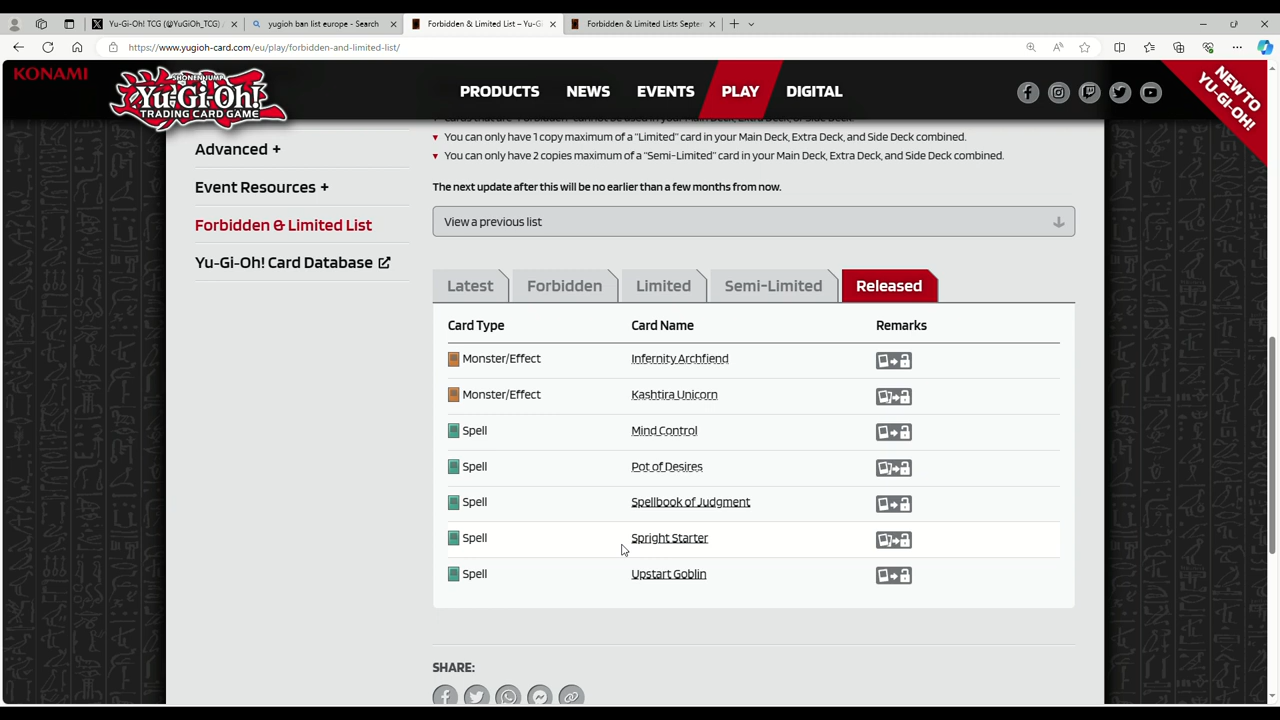 Yu-Gi-Oh! TCG (@YuGiOh_TCG) /
yugioh ban list europe - Search
Forbidden & Limited List – Yu-G
Forbidden & Limited Lists Septe
https://www.yugioh-card.com/eu/play/forbidden-and-limited-list/
KONAMI
SHONEN JUMP
Yu-Gi-Oh!
TRADING CARD GAME
PRODUCTS
NEWS
EVENTS
PLAY
DIGITAL
NEW TO
YU-GI-OH!
You can only have 1 copy maximum of a "Limited" card in your Main Deck, Extra Deck, and Side Deck combined.
You can only have 2 copies maximum of a "Semi-Limited" card in your Main Deck, Extra Deck, and Side Deck combined.
The next update after this will be no earlier than a few months from now.
View a previous list
Advanced +
Event Resources +
Forbidden & Limited List
Yu-Gi-Oh! Card Database
Latest
Forbidden
Limited
Semi-Limited
Released
Card Type Card Name Remarks
Monster/Effect Infernity Archfiend
Monster/Effect Kashtira Unicorn
Spell Mind Control
Spell Pot of Desires
Spell Spellbook of Judgment
Spell Spright Starter
Spell Upstart Goblin
SHARE: